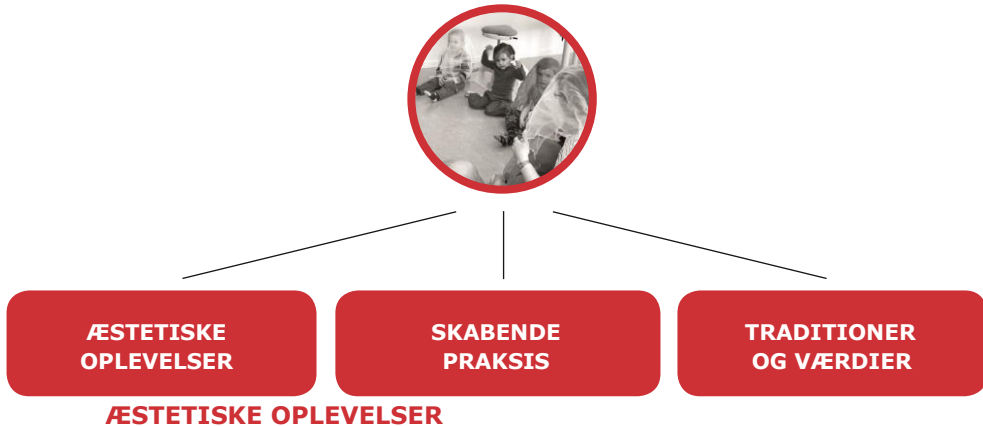 ÆSTETISKE
OPLEVELSER
SKABENDE
PRAKSIS
TRADITIONER
OG VÆRDIER
ÆSTETISKE OPLEVELSER